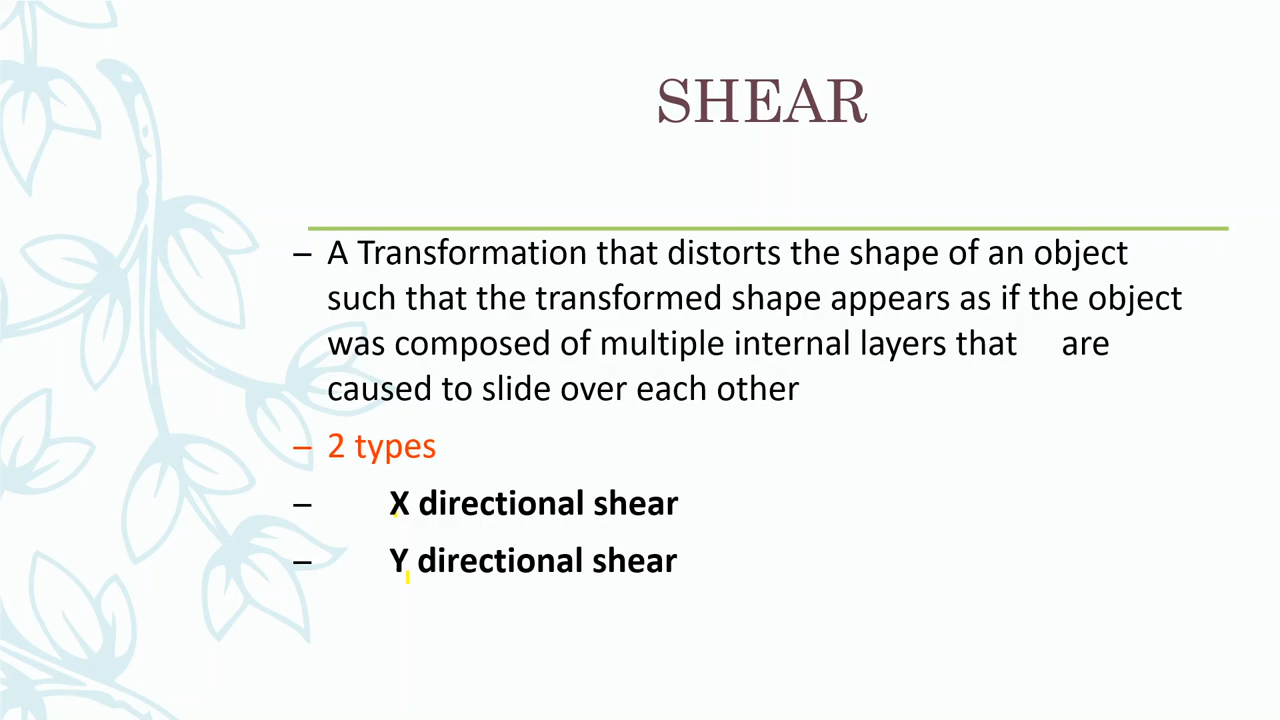 SHEAR
– A Transformation that distorts the shape of an object
such that the transformed shape appears as if the object
was composed of multiple internal layers that are
caused to slide over each other
– 2 types
– X directional shear
– Y directional shear